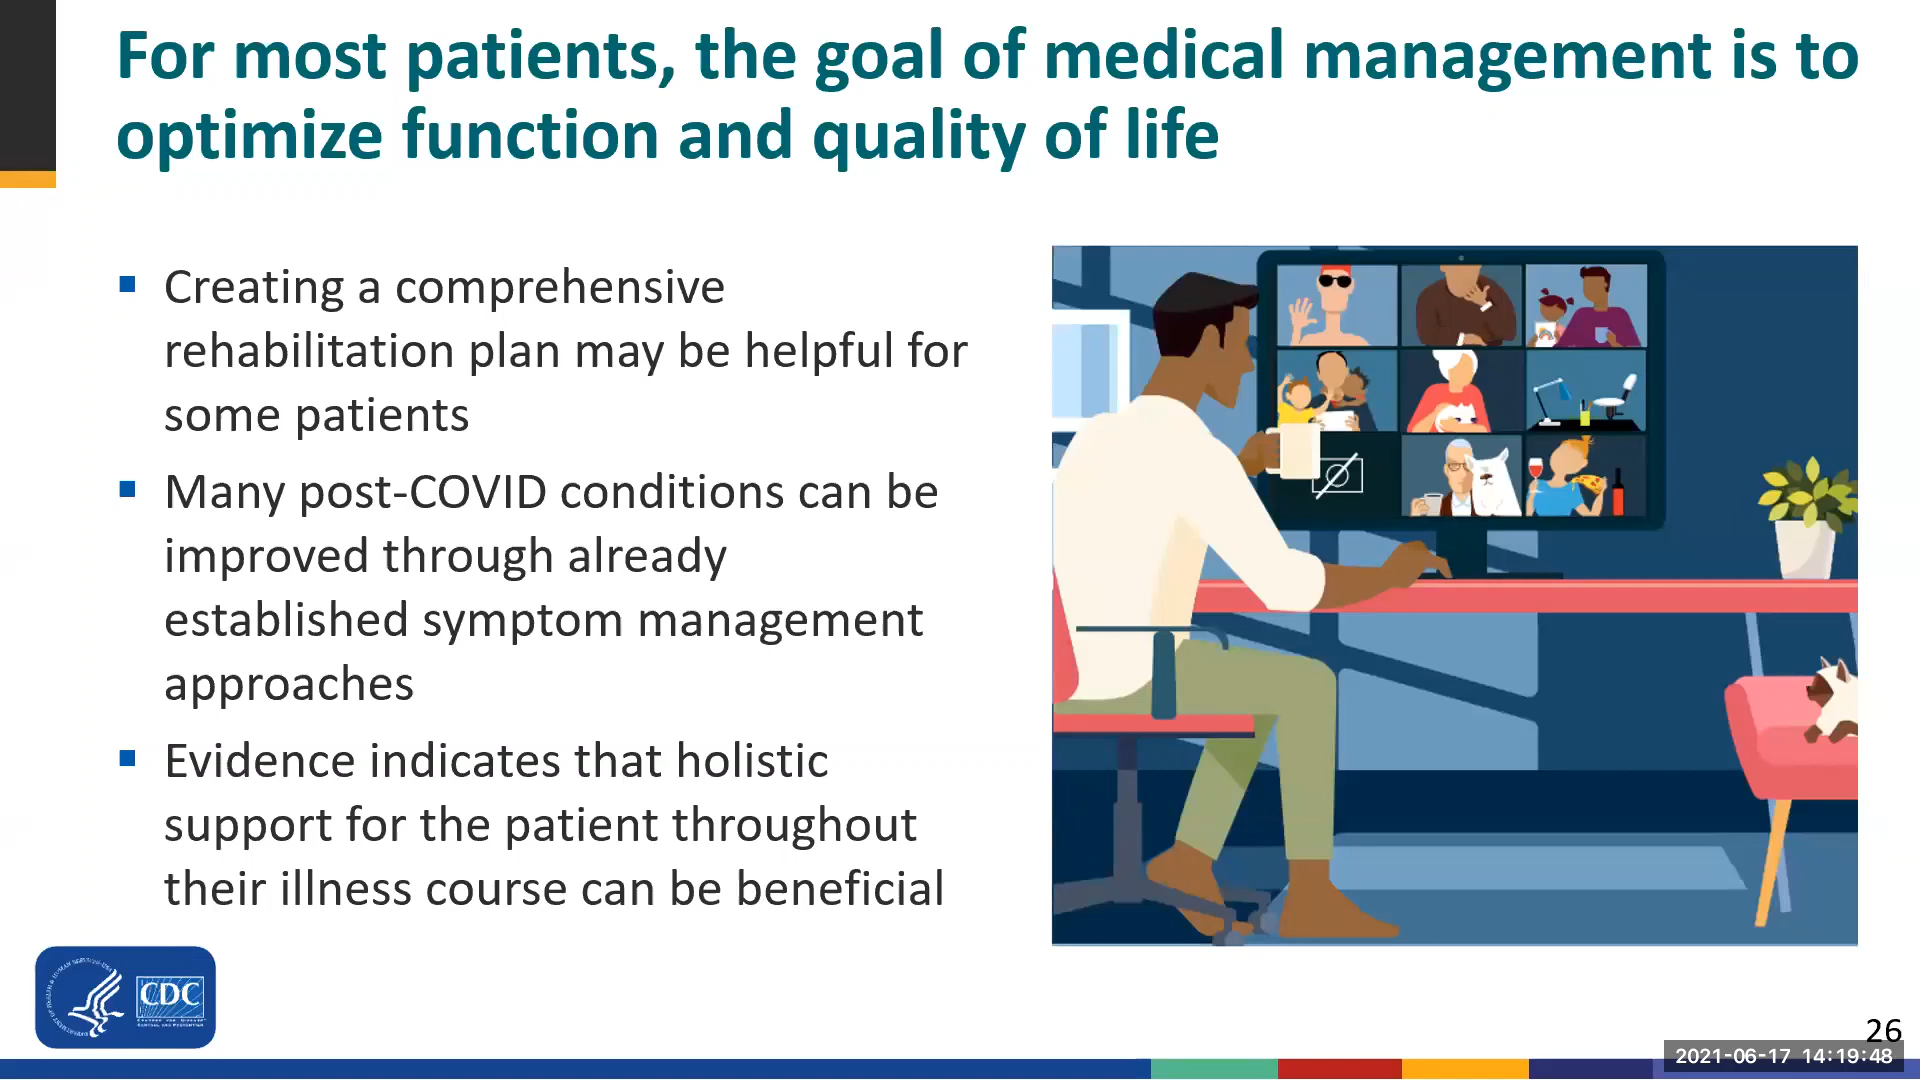 For most patients, the goal of medical management is to
optimize function and quality of life
▪ Creating a comprehensive
rehabilitation plan may be helpful for
some patients
▪ Many post-COVID conditions can be
improved through already
established symptom management
approaches
▪ Evidence indicates that holistic
support for the patient throughout
their illness course can be beneficial
CDC
26
2021-06-17 14:19:48